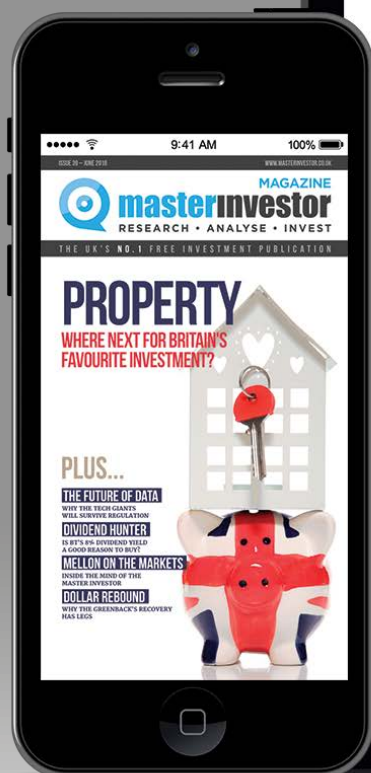 9:41 AM
100%
ISSUE 39 – JUNE 2018
WWW.MASTERINVESTOR.CO.UK
MAGAZINE
masterinvestor
RESEARCH • ANALYSE • INVEST
THE UK'S NO.1 FREE INVESTMENT PUBLICATION
PROPERTY
WHERE NEXT FOR BRITAIN'S
FAVOURITE INVESTMENT?
PLUS...
THE FUTURE OF DATA
WHY THE TECH GIANTS
WILL SURVIVE REGULATION
DIVIDEND HUNTER
IS BT'S 8% DIVIDEND YIELD
A GOOD REASON TO BUY?
MELLON ON THE MARKETS
INSIDE THE MIND OF THE
MASTER INVESTOR
DOLLAR REBOUND
WHY THE GREENBACK'S RECOVERY
HAS LEGS